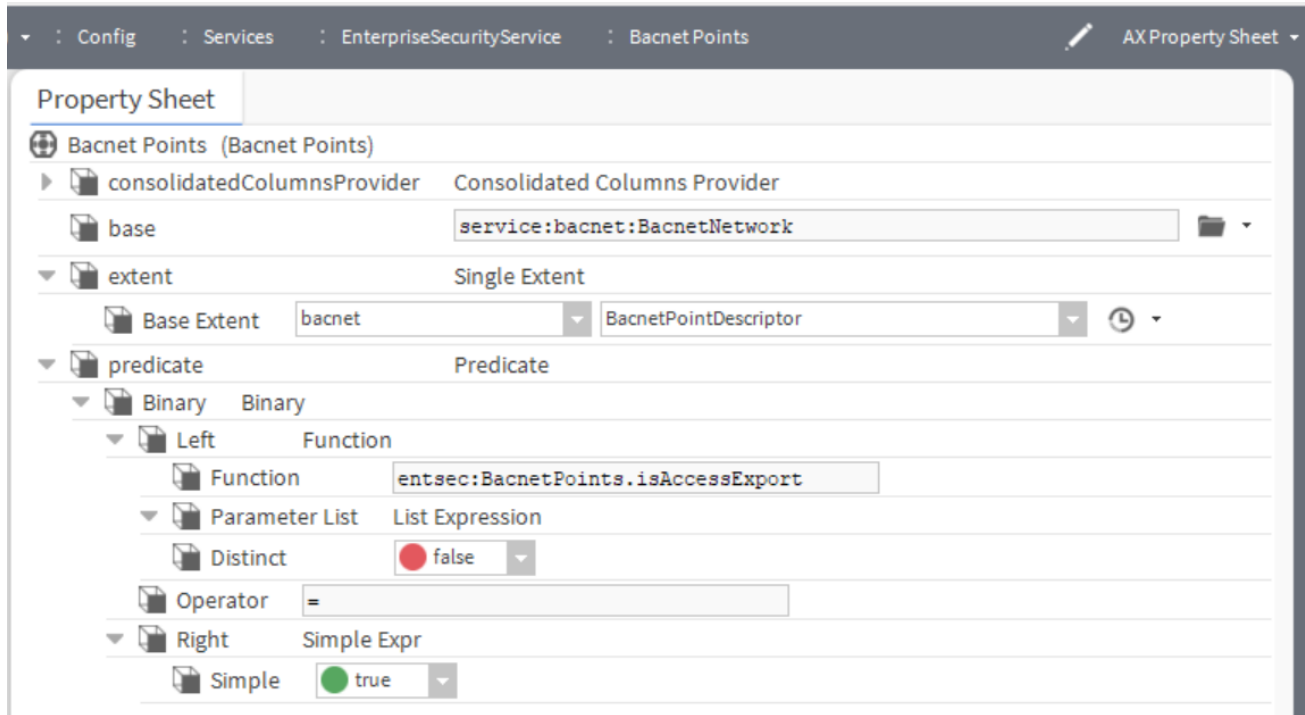 : Config : Services : EnterpriseSecurityService : Bacnet Points AX Property Sheet
Property Sheet
Bacnet Points (Bacnet Points)
consolidatedColumnsProvider Consolidated Columns Provider
base service:bacnet:BacnetNetwork
extent Single Extent
Base Extent bacnet BacnetPointDescriptor
predicate Predicate
Binary Binary
Left Function
Function entsec:BacnetPoints.isAccessExport
Parameter List List Expression
Distinct false
Operator =
Right Simple Expr
Simple true